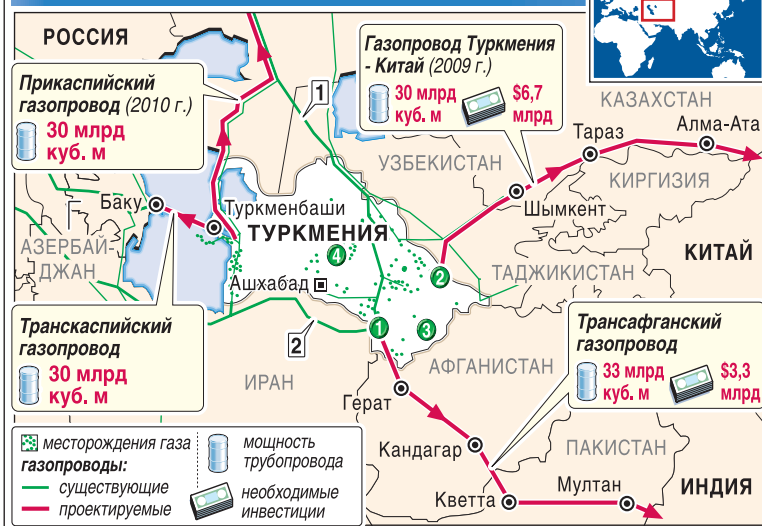 РОССИЯ
Прикаспийский
газопровод (2010 г.)
30 млрд
куб. м
1
Газопровод Туркмения
- Китай (2009 г.)
30 млрд
куб. м
$6,7
млрд
КАЗАХСТАН
Тараз
Алма-Ата
УЗБЕКИСТАН
КИРГИЗИЯ
Шымкент
Баку
Туркменбаши
ТУРКМЕНИЯ
АЗЕРБАЙ-
ДЖАН
4
2
КИТАЙ
ТАДЖИКИСТАН
Ашхабад
Транскаспийский
газопровод
30 млрд
куб. м
2
1
3
Трансафганский
газопровод
33 млрд
куб. м
$3,3
млрд
ИРАН
АФГАНИСТАН
Герат
Кандагар
ПАКИСТАН
Кветта
Мултан
ИНДИЯ
месторождения газа
газопроводы:
существующие
проектируемые
мощность
трубопровода
необходимые
инвестиции